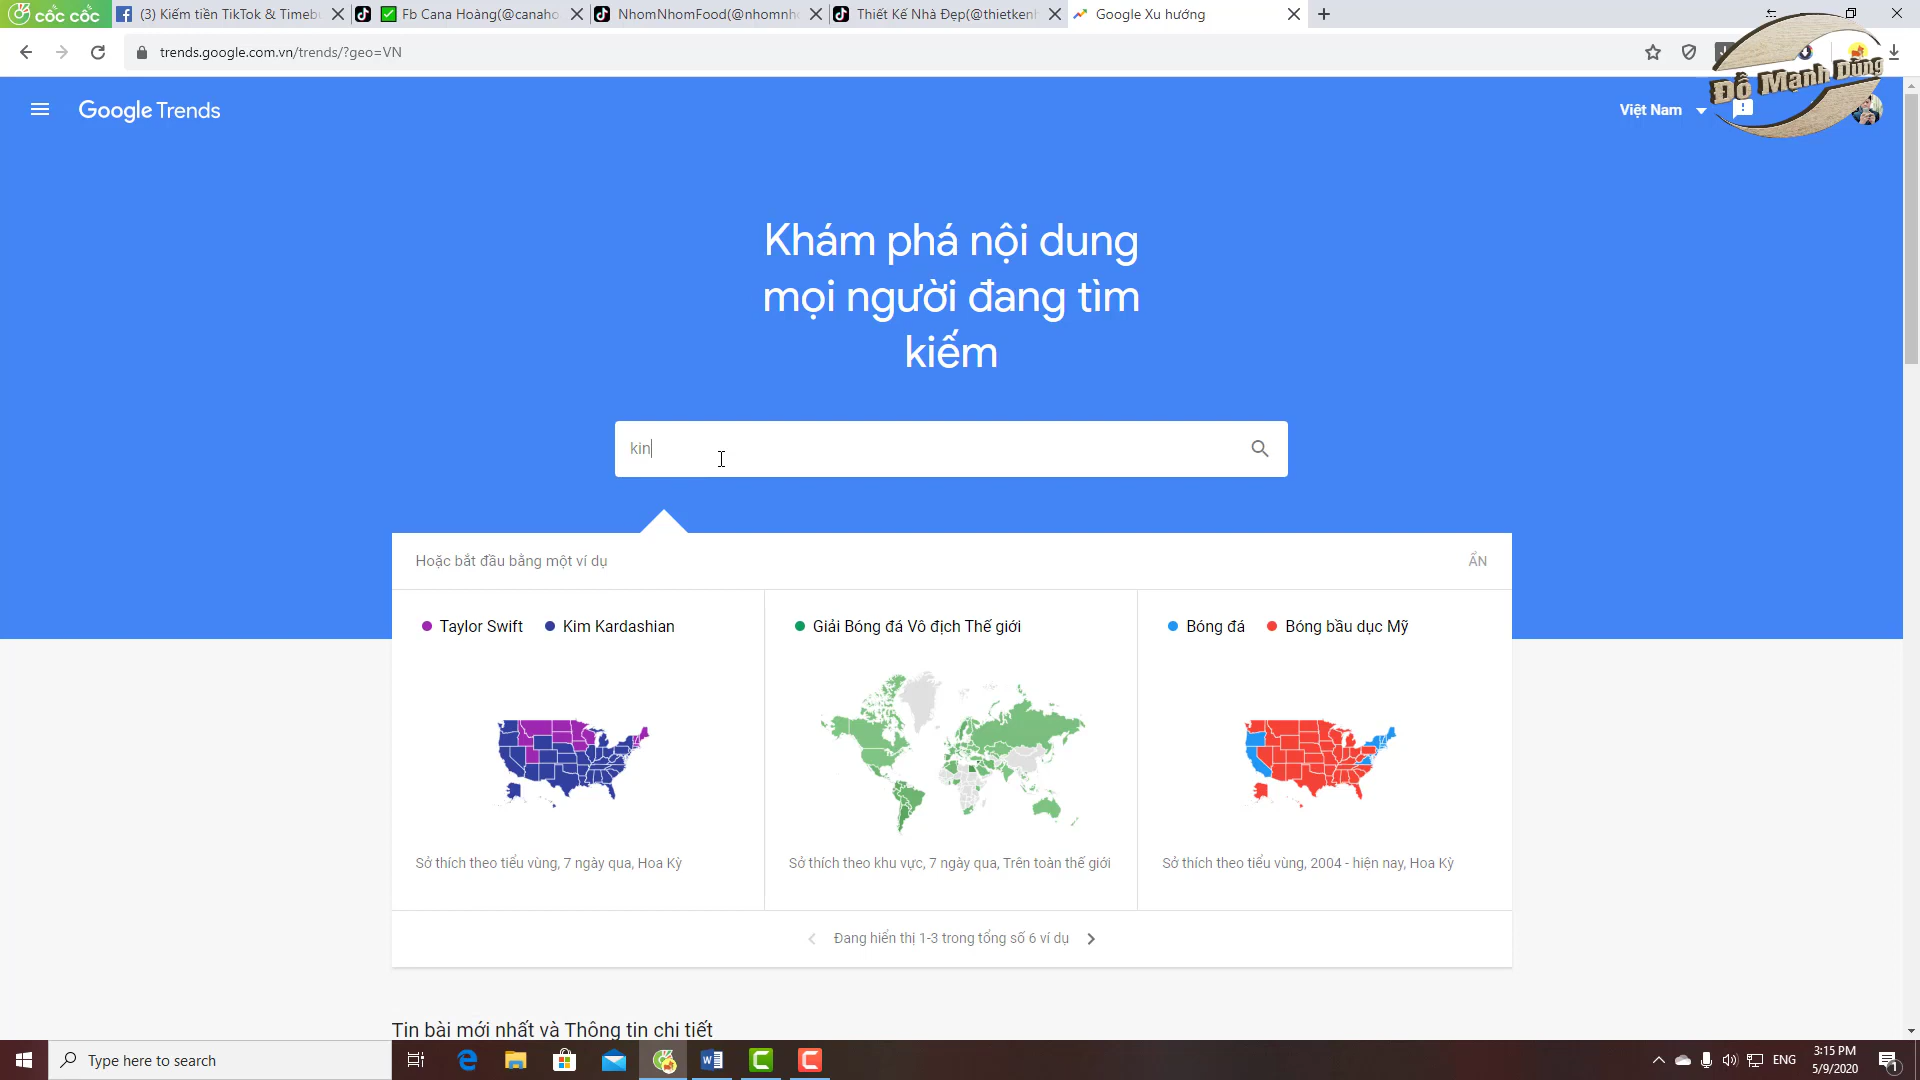 cốc cốc
(3) Kiếm tiền TikTok & Timebu
Fb Cana Hoàng(@canaho
NhomNhomFood(@nhomnh
Thiết Kế Nhà Đẹp(@thietkenh
Google Xu hướng
trends.google.com.vn/trends/?geo=VN
Google Trends
Việt Nam
Đỗ Mạnh Dũng
Khám phá nội dung
mọi người đang tìm
kiếm
kin
Hoặc bắt đầu bằng một ví dụ
ẨN
Taylor Swift
Kim Kardashian
Giải Bóng đá Vô địch Thế giới
Bóng đá
Bóng bầu dục Mỹ
Sở thích theo tiểu vùng, 7 ngày qua, Hoa Kỳ
Sở thích theo khu vực, 7 ngày qua, Trên toàn thế giới
Sở thích theo tiểu vùng, 2004 - hiện nay, Hoa Kỳ
Đang hiển thị 1-3 trong tổng số 6 ví dụ
Tin bài mới nhất và Thông tin chi tiết
Type here to search
ENG
3:15 PM
5/9/2020
1